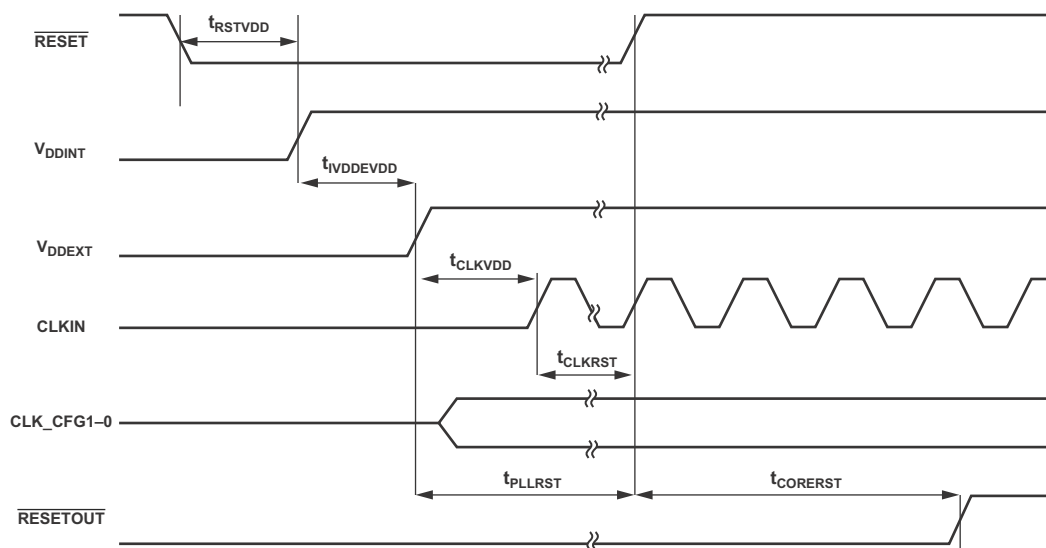 RESET
tRSTVDD
VDDINT
tIVDDEVDD
VDDEXT
tCLKVDD
CLKIN
tCLKRST
CLK_CFG1–0
tPLLRST
tCORERST
RESETOUT